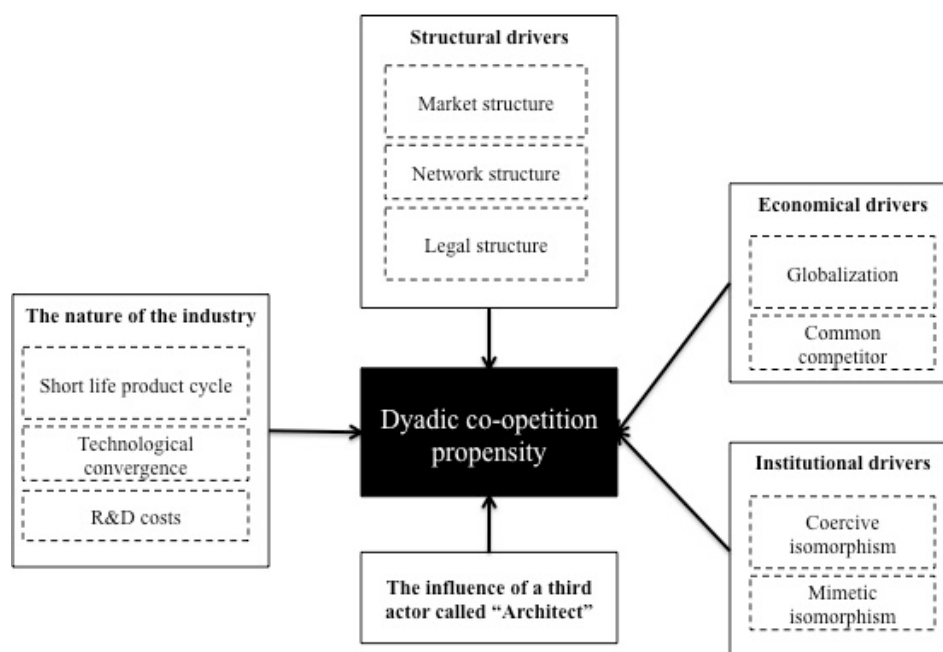 Structural drivers
Market structure
Network structure
Legal structure
Economical drivers
Globalization
Common
competitor
The nature of the industry
Short life product cycle
Technological
convergence
R&D costs
Dyadic co-opetition
propensity
Institutional drivers
Coercive
isomorphism
Mimetic
isomorphism
The influence of a third
actor called “Architect”